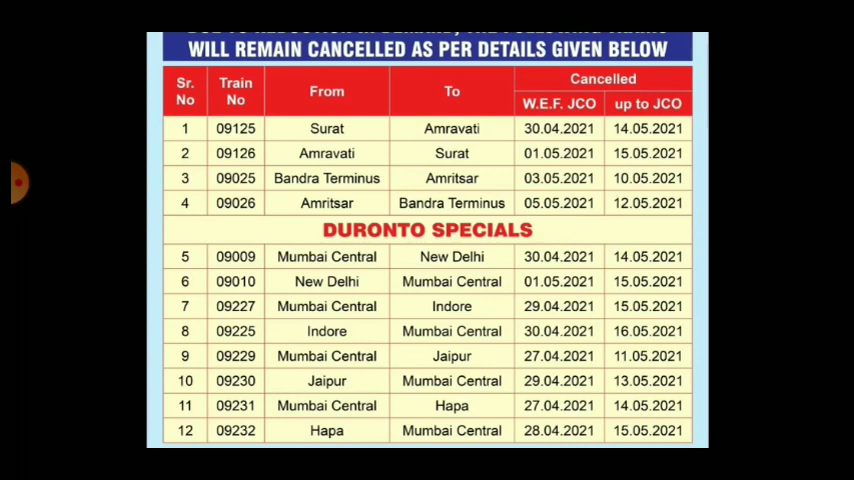 WILL REMAIN CANCELLED AS PER DETAILS GIVEN BELOW
Sr. No Train No From To Cancelled
W.E.F. JCO up to JCO
1 09125 Surat Amravati 30.04.2021 14.05.2021
2 09126 Amravati Surat 01.05.2021 15.05.2021
3 09025 Bandra Terminus Amritsar 03.05.2021 10.05.2021
4 09026 Amritsar Bandra Terminus 05.05.2021 12.05.2021
DURONTO SPECIALS
5 09009 Mumbai Central New Delhi 30.04.2021 14.05.2021
6 09010 New Delhi Mumbai Central 01.05.2021 15.05.2021
7 09227 Mumbai Central Indore 29.04.2021 15.05.2021
8 09225 Indore Mumbai Central 30.04.2021 16.05.2021
9 09229 Mumbai Central Jaipur 27.04.2021 11.05.2021
10 09230 Jaipur Mumbai Central 29.04.2021 13.05.2021
11 09231 Mumbai Central Hapa 27.04.2021 14.05.2021
12 09232 Hapa Mumbai Central 28.04.2021 15.05.2021